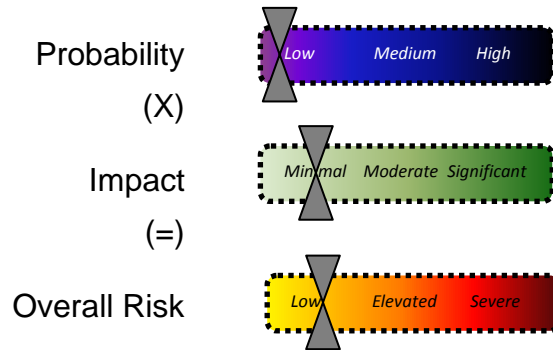 Probability
Low Medium High
(X)
Impact
Minimal Moderate Significant
(=)
Overall Risk
Low Elevated Severe